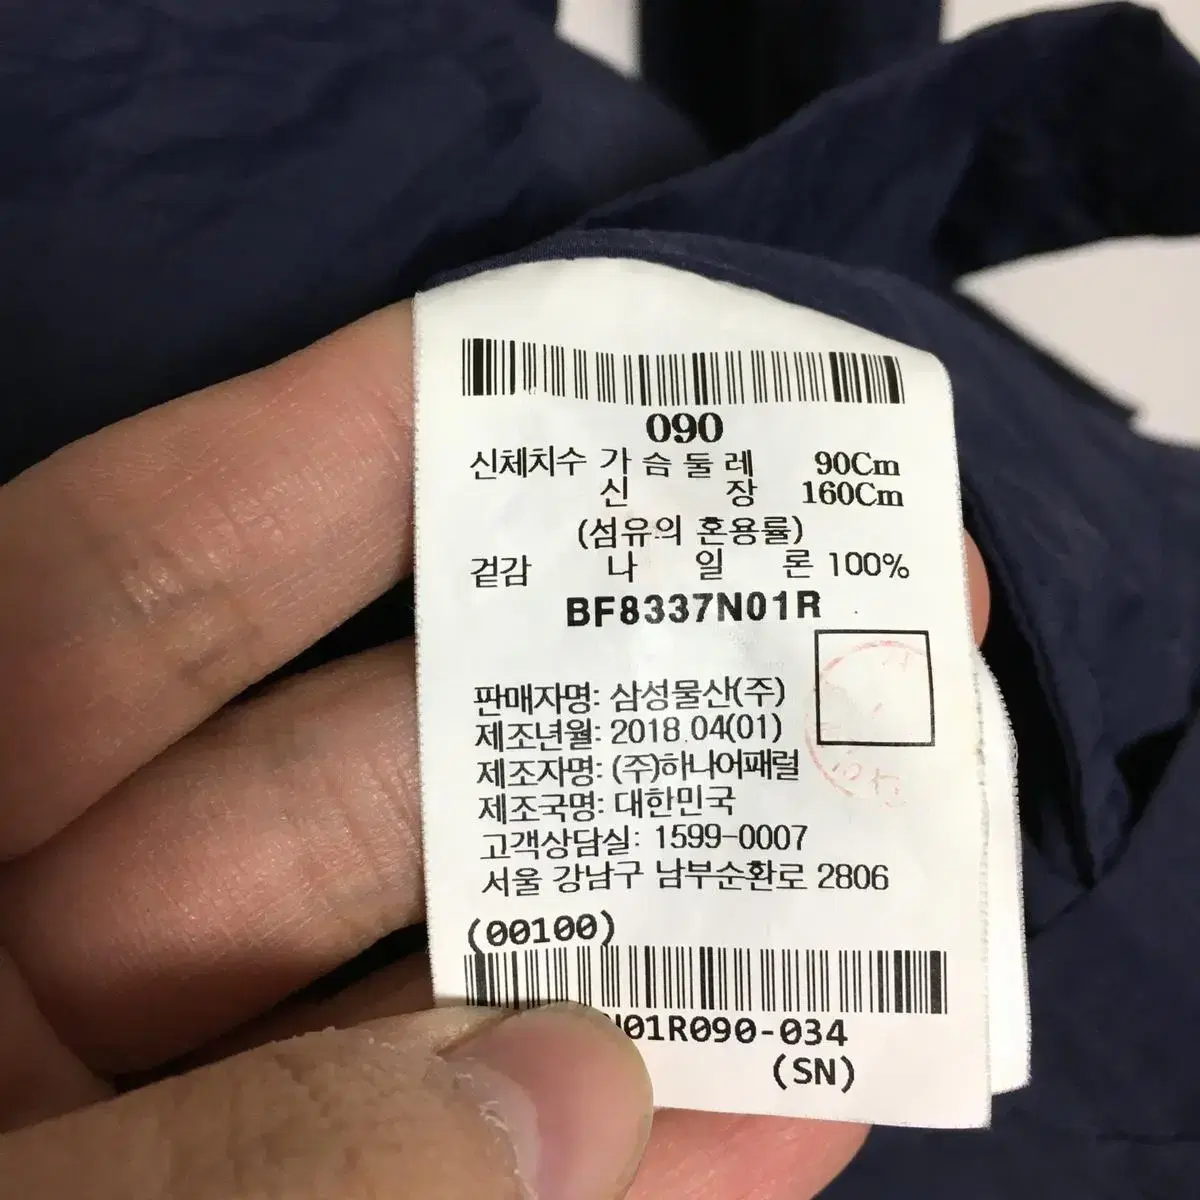 090
신체치수 가 슴 둘 레 90Cm
신 장 160Cm
(섬유의 혼용률)
겉감 나 일 론 100%
BF8337N01R
판매자명: 삼성물산(주)
제조년월: 2018.04(01)
제조자명: (주)하나어패럴
제조국명: 대한민국
고객상담실: 1599-0007
서울 강남구 남부순환로 2806
(00100)
01R090-034
(SN)